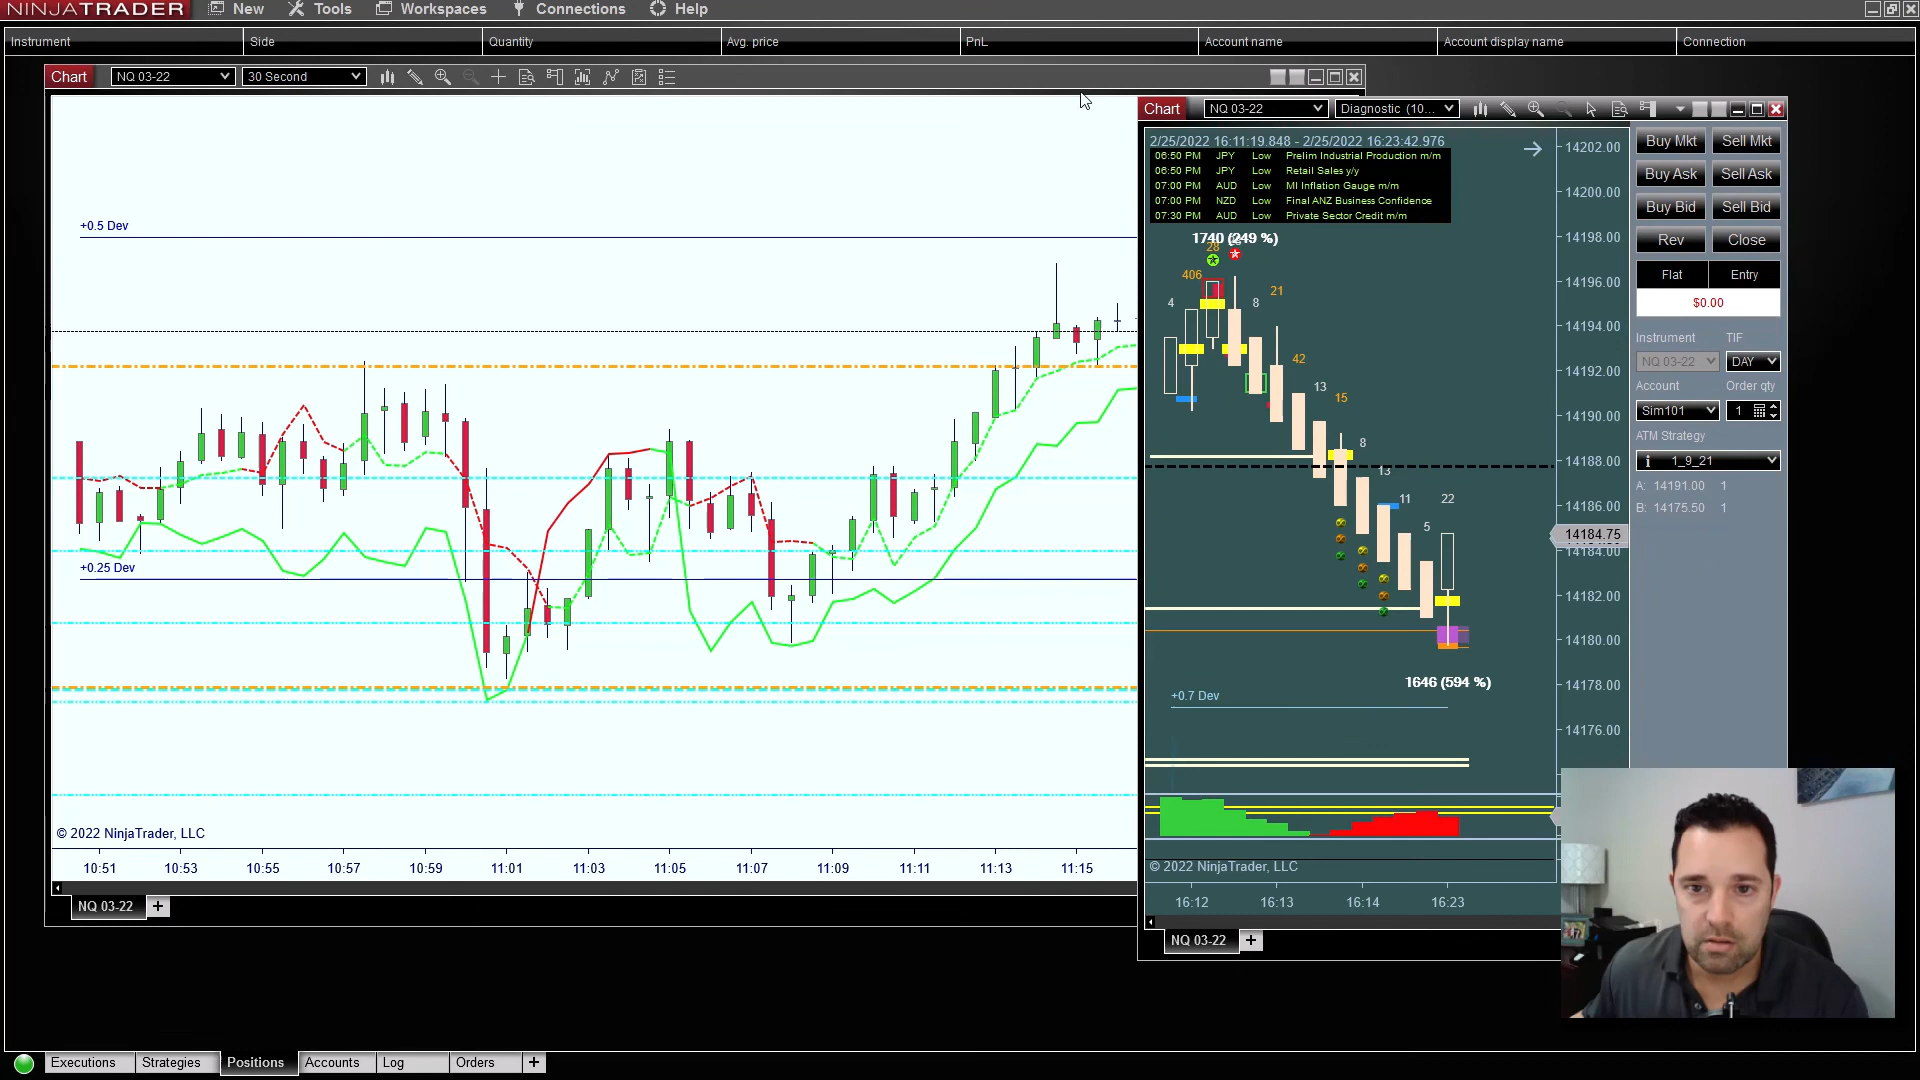 NINJATRADER New Tools Workspaces Connections Help
Instrument Side Quantity Avg. price PnL Account name Account display name Connection
Chart NQ 03-22 30 Second
Chart NQ 03-22 Diagnostic (10...
2/25/2022 16:11:19.848 - 2/25/2022 16:23:42.976
06:50 PM JPY Low Prelim Industrial Production m/m
06:50 PM JPY Low Retail Sales y/y
07:00 PM AUD Low MI Inflation Gauge m/m
07:00 PM NZD Low Final ANZ Business Confidence
07:30 PM AUD Low Private Sector Credit m/m
+0.5 Dev
+0.25 Dev
© 2022 NinjaTrader, LLC
10:51 10:53 10:55 10:57 10:59 11:01 11:03 11:05 11:07 11:09 11:11 11:13 11:15
NQ 03-22 +
1740 (249 %)
28
406
4
8
21
42
13
15
8
13
11
5
22
1646 (594 %)
+0.7 Dev
© 2022 NinjaTrader, LLC
16:12 16:13 16:14 16:23
NQ 03-22 +
14202.00
14200.00
14198.00
14196.00
14194.00
14192.00
14190.00
14188.00
14186.00
14184.75
14184.00
14182.00
14180.00
14178.00
14176.00
Buy Mkt Sell Mkt
Buy Ask Sell Ask
Buy Bid Sell Bid
Rev Close
Flat Entry
$0.00
Instrument TIF
NQ 03-22 DAY
Account Order qty
Sim101 1
ATM Strategy
i 1_9_21
A: 14191.00 1
B: 14175.50 1
Executions Strategies Positions Accounts Log Orders +